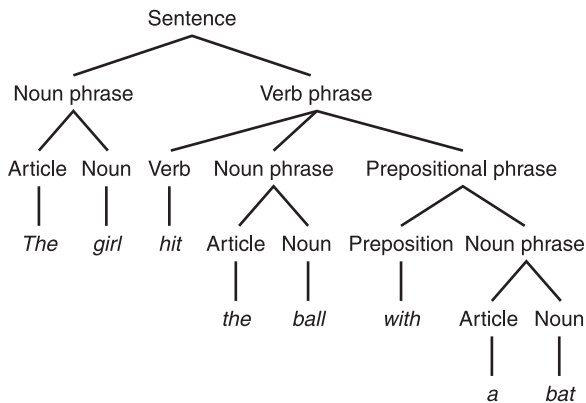 Sentence
Noun phrase Verb phrase
Article Noun Verb Noun phrase Prepositional phrase
The girl hit Article Noun Preposition Noun phrase
the ball with Article Noun
a bat